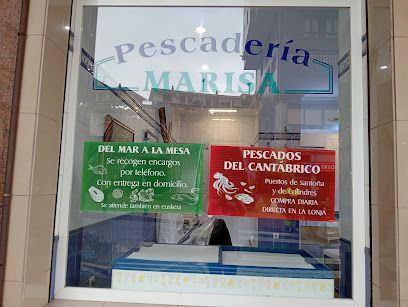 Pescadería
MARISA
DEL MAR A LA MESA
se recogen encargos
por teléfono.
con entrega en domicilio.
se atiende también en euskera
PESCADOS
DEL CANTÁBRICO
Puertos de Santoña
y de Colindres
COMPRA DIARIA
DIRECTA EN LA LONJA